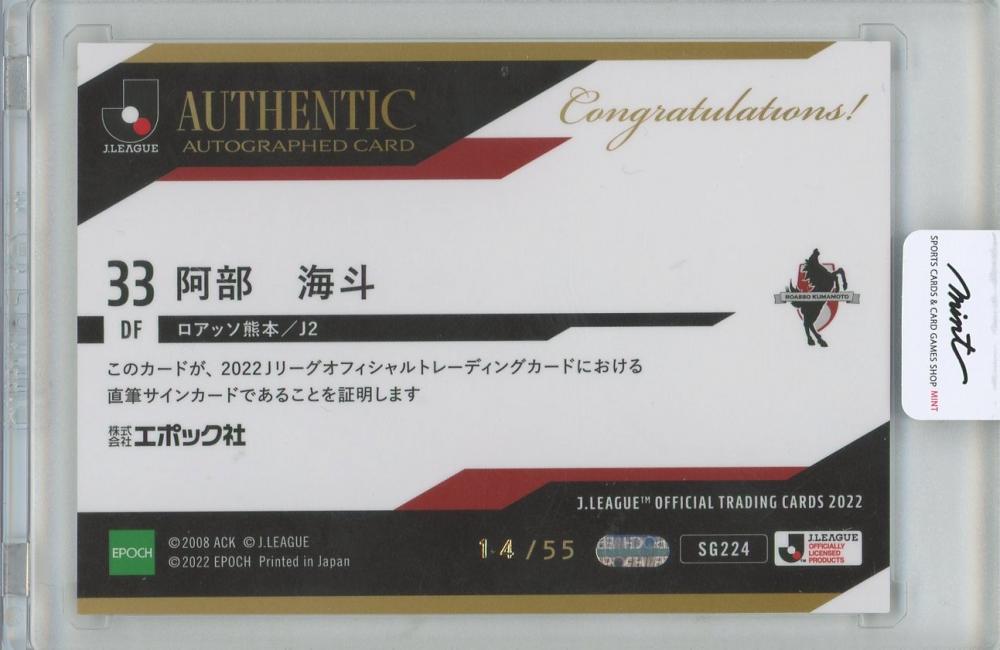 J.LEAGUE
AUTHENTIC
AUTOGRAPHED CARD
Congratulations!
33 阿部 海斗
DF ロアッソ熊本/J2
ROASSO KUMAMOTO
このカードが、2022Jリーグオフィシャルトレーディングカードにおける
直筆サインカードであることを証明します
株式会社エポック社
J.LEAGUE™ OFFICIAL TRADING CARDS 2022
EPOCH
©2008 ACK ©J.LEAGUE
©2022 EPOCH Printed in Japan
14/55
SG224
J.LEAGUE
OFFICIALLY
LICENSED
PRODUCTS
mint
SPORTS CARDS & CARD GAMES SHOP MINT